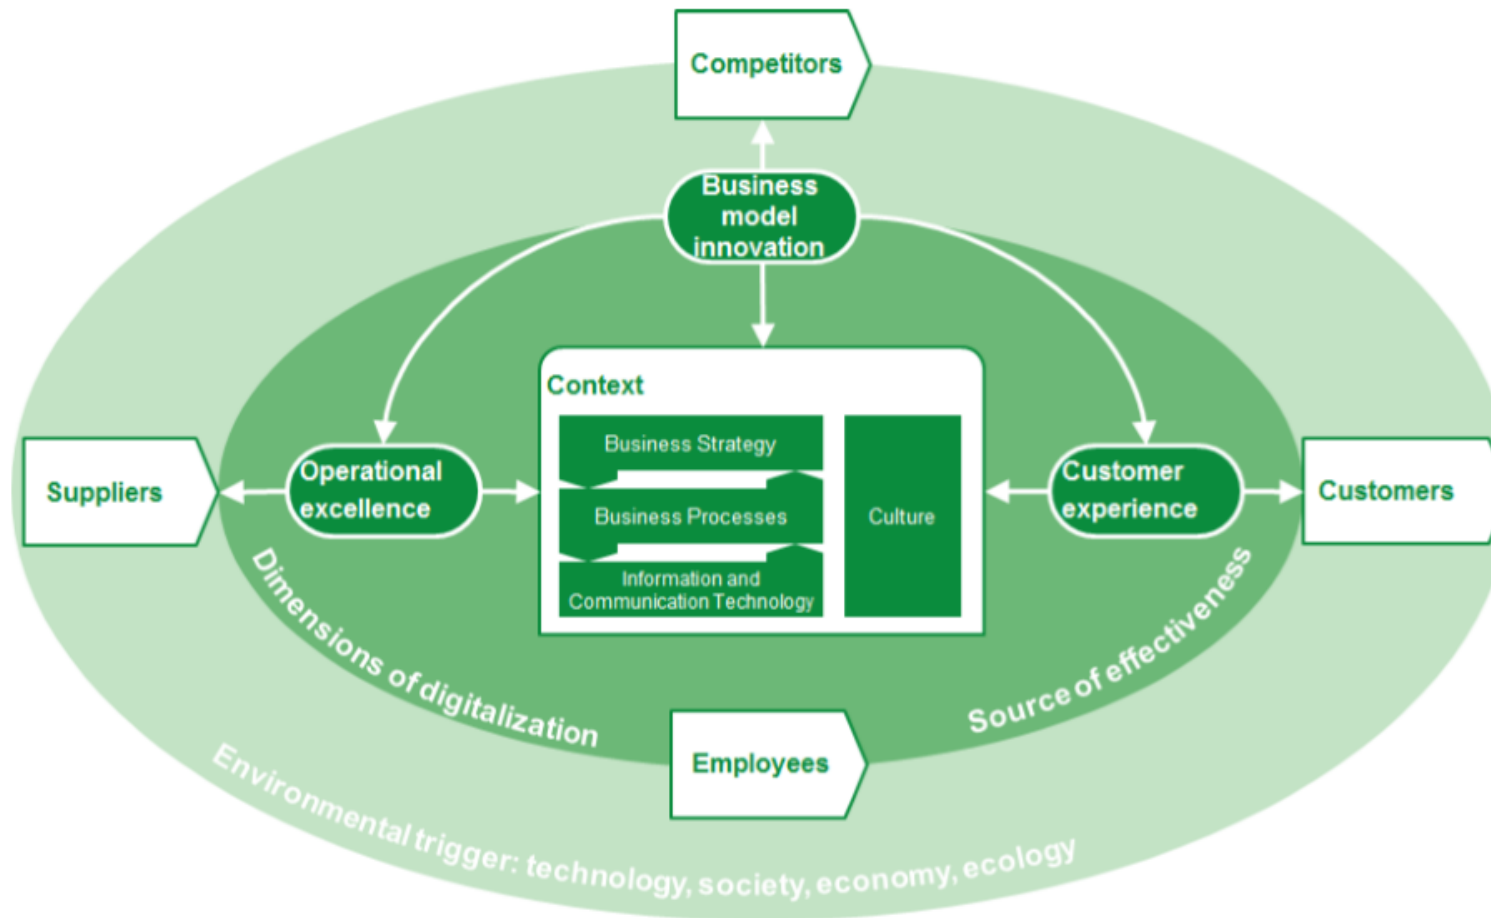 Competitors
Business
model
innovation
Context
Business Strategy
Business Processes
Information and
Communication Technology
Culture
Suppliers
Operational
excellence
Customer
experience
Customers
Dimensions of digitalization
Source of effectiveness
Employees
Environmental trigger: technology, society, economy, ecology